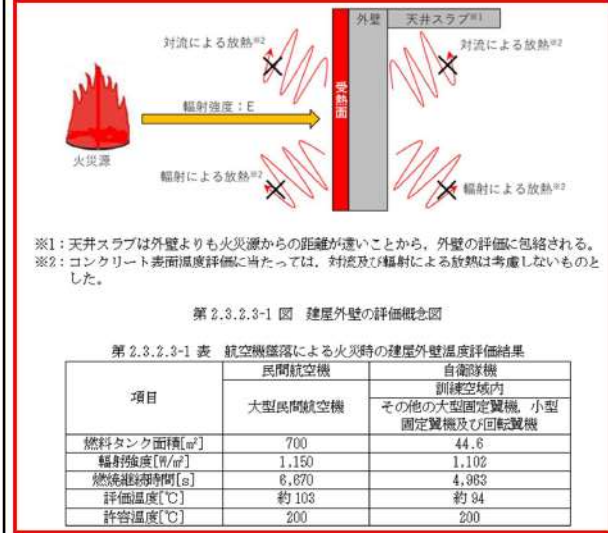 外壁
天井スラブ※1
対流による放熱※2
対流による放熱※2
輻射強度：E
受熱面
火災源
輻射による放熱※2
輻射による放熱※2
※1：天井スラブは外壁よりも火災源からの距離が遠いことから，外壁の評価に包絡される。
※2：コンクリート表面温度評価に当たっては，対流及び輻射による放熱は考慮しないものと
した。
第 2.3.2.3-1 図　建屋外壁の評価概念図
第 2.3.2.3-1 表　航空機墜落による火災時の建屋外壁温度評価結果
項目
民間航空機
自衛隊機
大型民間航空機
訓練空域内
その他の大型固定翼機，小型
固定翼機及び回転翼機
燃料タンク面積[㎡] 700 44.6
輻射強度[W/㎡] 1,150 1,102
燃焼継続時間[s] 6,670 4,963
評価温度[℃] 約 103 約 94
許容温度[℃] 200 200